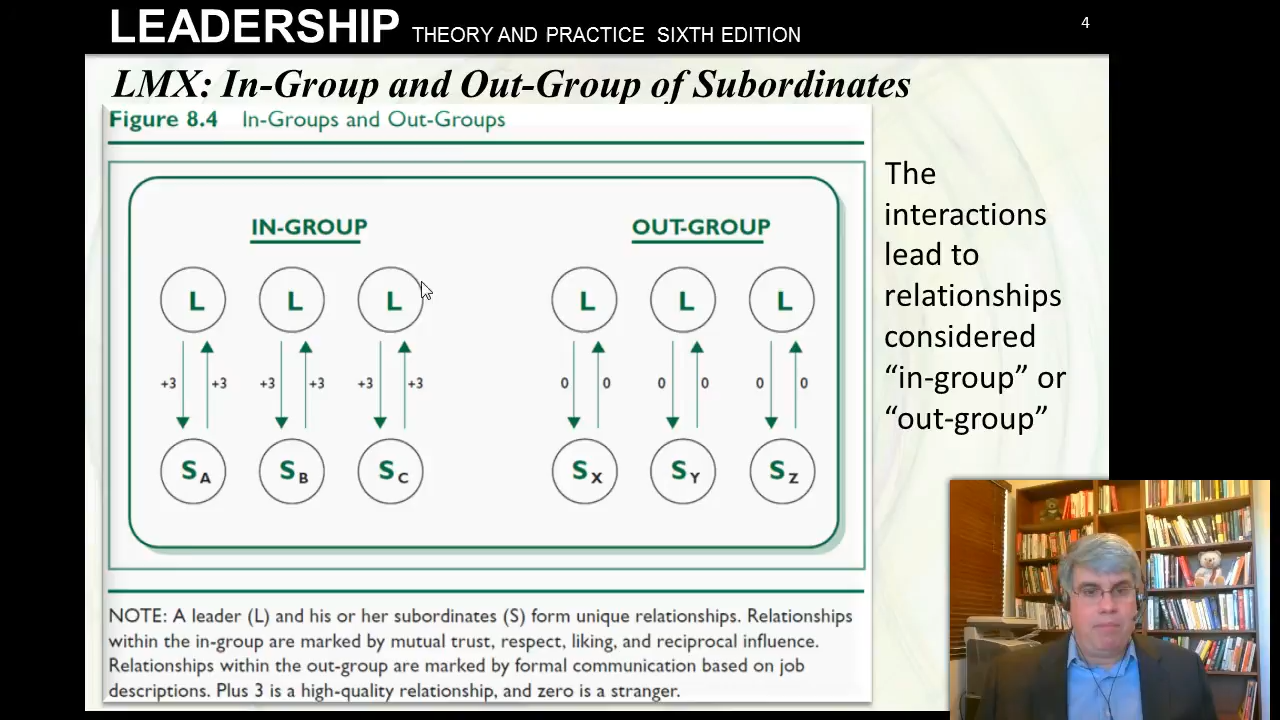 LEADERSHIP THEORY AND PRACTICE SIXTH EDITION
4
LMX: In-Group and Out-Group of Subordinates
Figure 8.4 In-Groups and Out-Groups
IN-GROUP OUT-GROUP
L L L L L L
+3 +3 +3 +3 +3 +3 0 0 0 0 0 0
SA SB SC SX SY SZ
NOTE: A leader (L) and his or her subordinates (S) form unique relationships. Relationships
within the in-group are marked by mutual trust, respect, liking, and reciprocal influence.
Relationships within the out-group are marked by formal communication based on job
descriptions. Plus 3 is a high-quality relationship, and zero is a stranger.
The
interactions
lead to
relationships
considered
“in-group” or
“out-group”